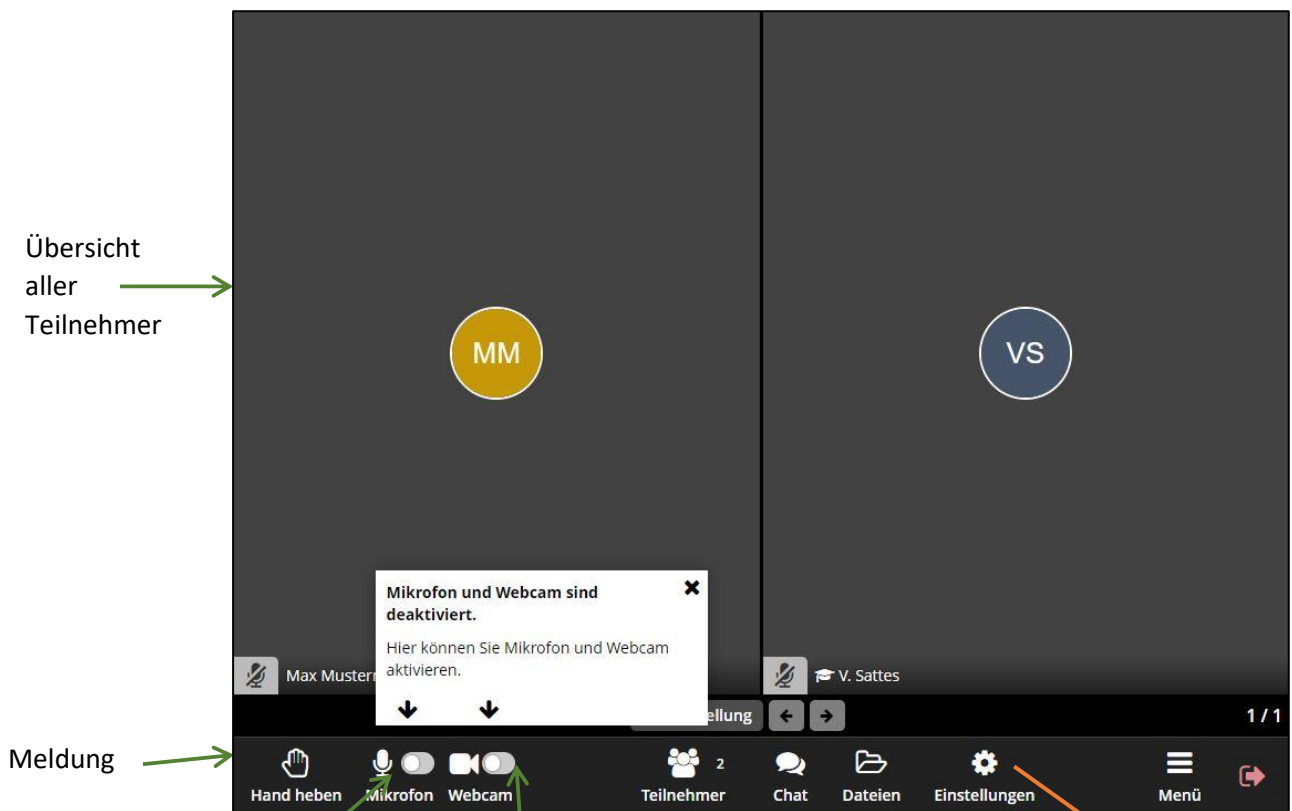 Übersicht
aller
Teilnehmer
MM
VS
Mikrofon und Webcam sind
deaktiviert.
Hier können Sie Mikrofon und Webcam
aktivieren.
Max
V. Sattes
1 / 1
Meldung
2
Hand heben
Mikrofon
Webcam
Teilnehmer
Chat
Dateien
Einstellungen
Menü